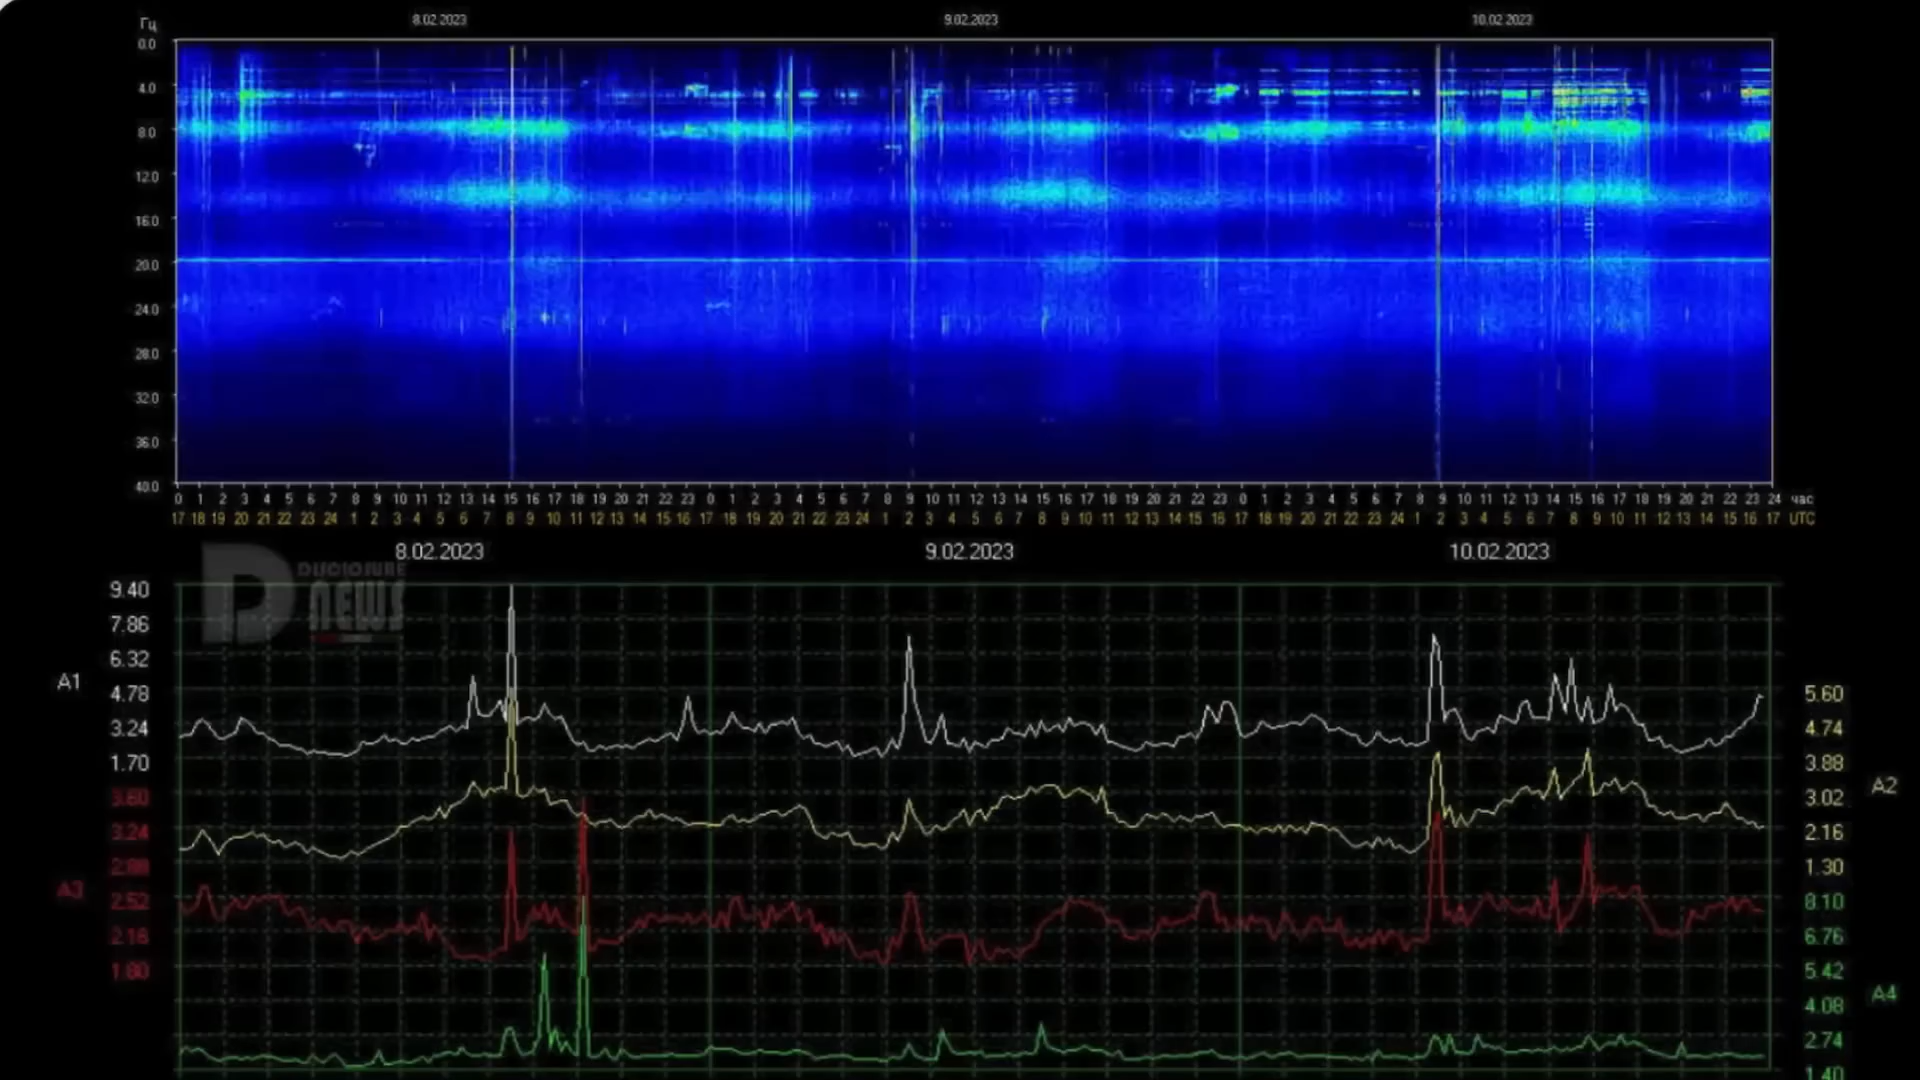 Гц 8.02.2023 9.02.2023 10.02.2023
0.0
4.0
8.0
12.0
16.0
20.0
24.0
28.0
32.0
36.0
40.0
0 1 2 3 4 5 6 7 8 9 10 11 12 13 14 15 16 17 18 19 20 21 22 23 0 1 2 3 4 5 6 7 8 9 10 11 12 13 14 15 16 17 18 19 20 21 22 23 0 1 2 3 4 5 6 7 8 9 10 11 12 13 14 15 16 17 18 19 20 21 22 23 24 час
17 18 19 20 21 22 23 24 1 2 3 4 5 6 7 8 9 10 11 12 13 14 15 16 17 18 19 20 21 22 23 24 1 2 3 4 5 6 7 8 9 10 11 12 13 14 15 16 17 18 19 20 21 22 23 24 1 2 3 4 5 6 7 8 9 10 11 12 13 14 15 16 17 UTC
8.02.2023 9.02.2023 10.02.2023
D DISCLOSURE
NEWS
9.40
7.86
6.32
A1
4.78 5.60
3.24 4.74
1.70 3.88
A2
3.60 3.02
3.24 2.16
2.88 1.30
A3
2.52 8.10
2.16 6.76
1.80 5.42
A4
4.08
2.74
1.40